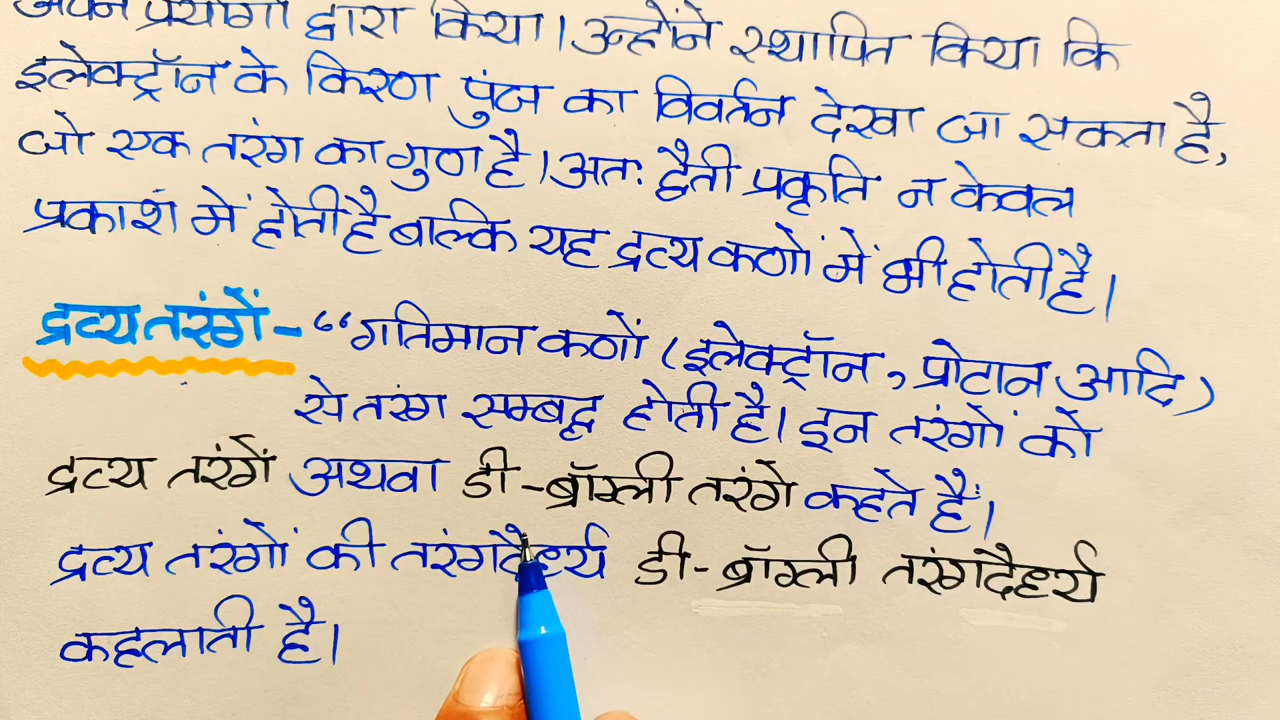 अपने प्रयोगों द्वारा किया। उन्होंने स्थापित किया कि
इलेक्ट्रॉन के किरण पुंज का विवर्तन देखा जा सकता है,
जो एक तरंग का गुण है। अतः द्वैती प्रकृति न केवल
प्रकाश में होती है बल्कि यह द्रव्य कणों में भी होती है।
द्रव्य तरंगें - “गतिमान कणों (इलेक्ट्रॉन, प्रोटान आदि)
से तरंग सम्बद्ध होती है। इन तरंगों को
द्रव्य तरंगें अथवा डी-ब्रॉग्ली तरंगे कहते हैं।
द्रव्य तरंगों की तरंगदैर्ध्य डी-ब्रॉग्ली तरंगदैर्ध्य
कहलाती है।